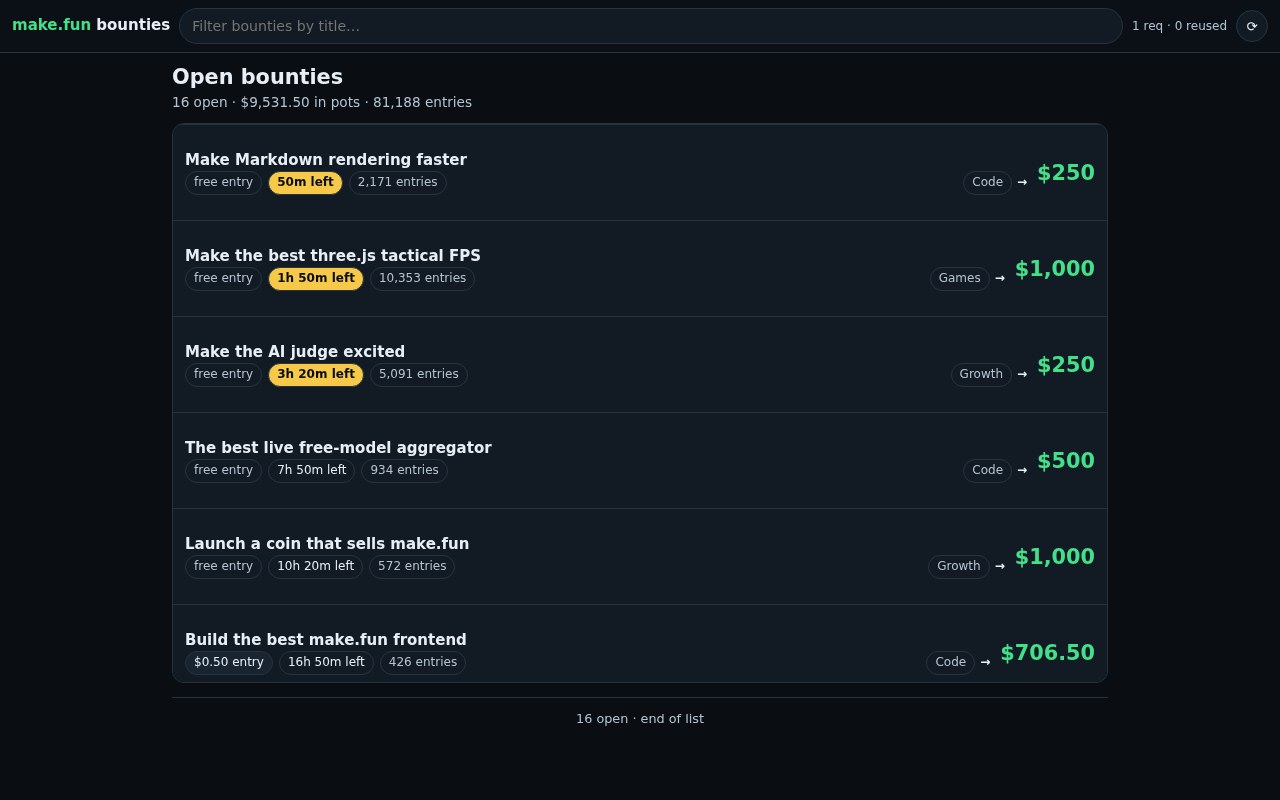 make.fun bounties
Filter bounties by title...
1 req · 0 reused
⟳
Open bounties
16 open · $9,531.50 in pots · 81,188 entries
Make Markdown rendering faster
free entry 50m left 2,171 entries
Code → $250
Make the best three.js tactical FPS
free entry 1h 50m left 10,353 entries
Games → $1,000
Make the AI judge excited
free entry 3h 20m left 5,091 entries
Growth → $250
The best live free-model aggregator
free entry 7h 50m left 934 entries
Code → $500
Launch a coin that sells make.fun
free entry 10h 20m left 572 entries
Growth → $1,000
Build the best make.fun frontend
$0.50 entry 16h 50m left 426 entries
Code → $706.50
16 open · end of list